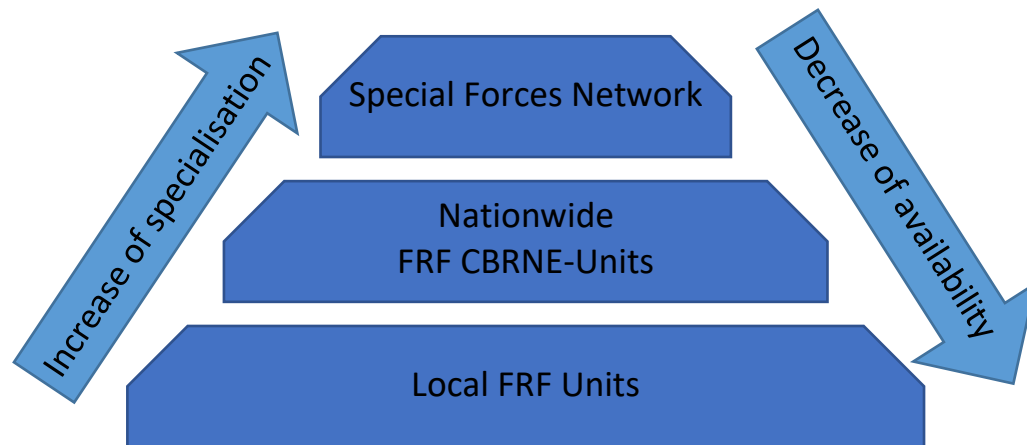 Increase of specialisation
Special Forces Network
Nationwide
FRF CBRNE-Units
Local FRF Units
Decrease of availability